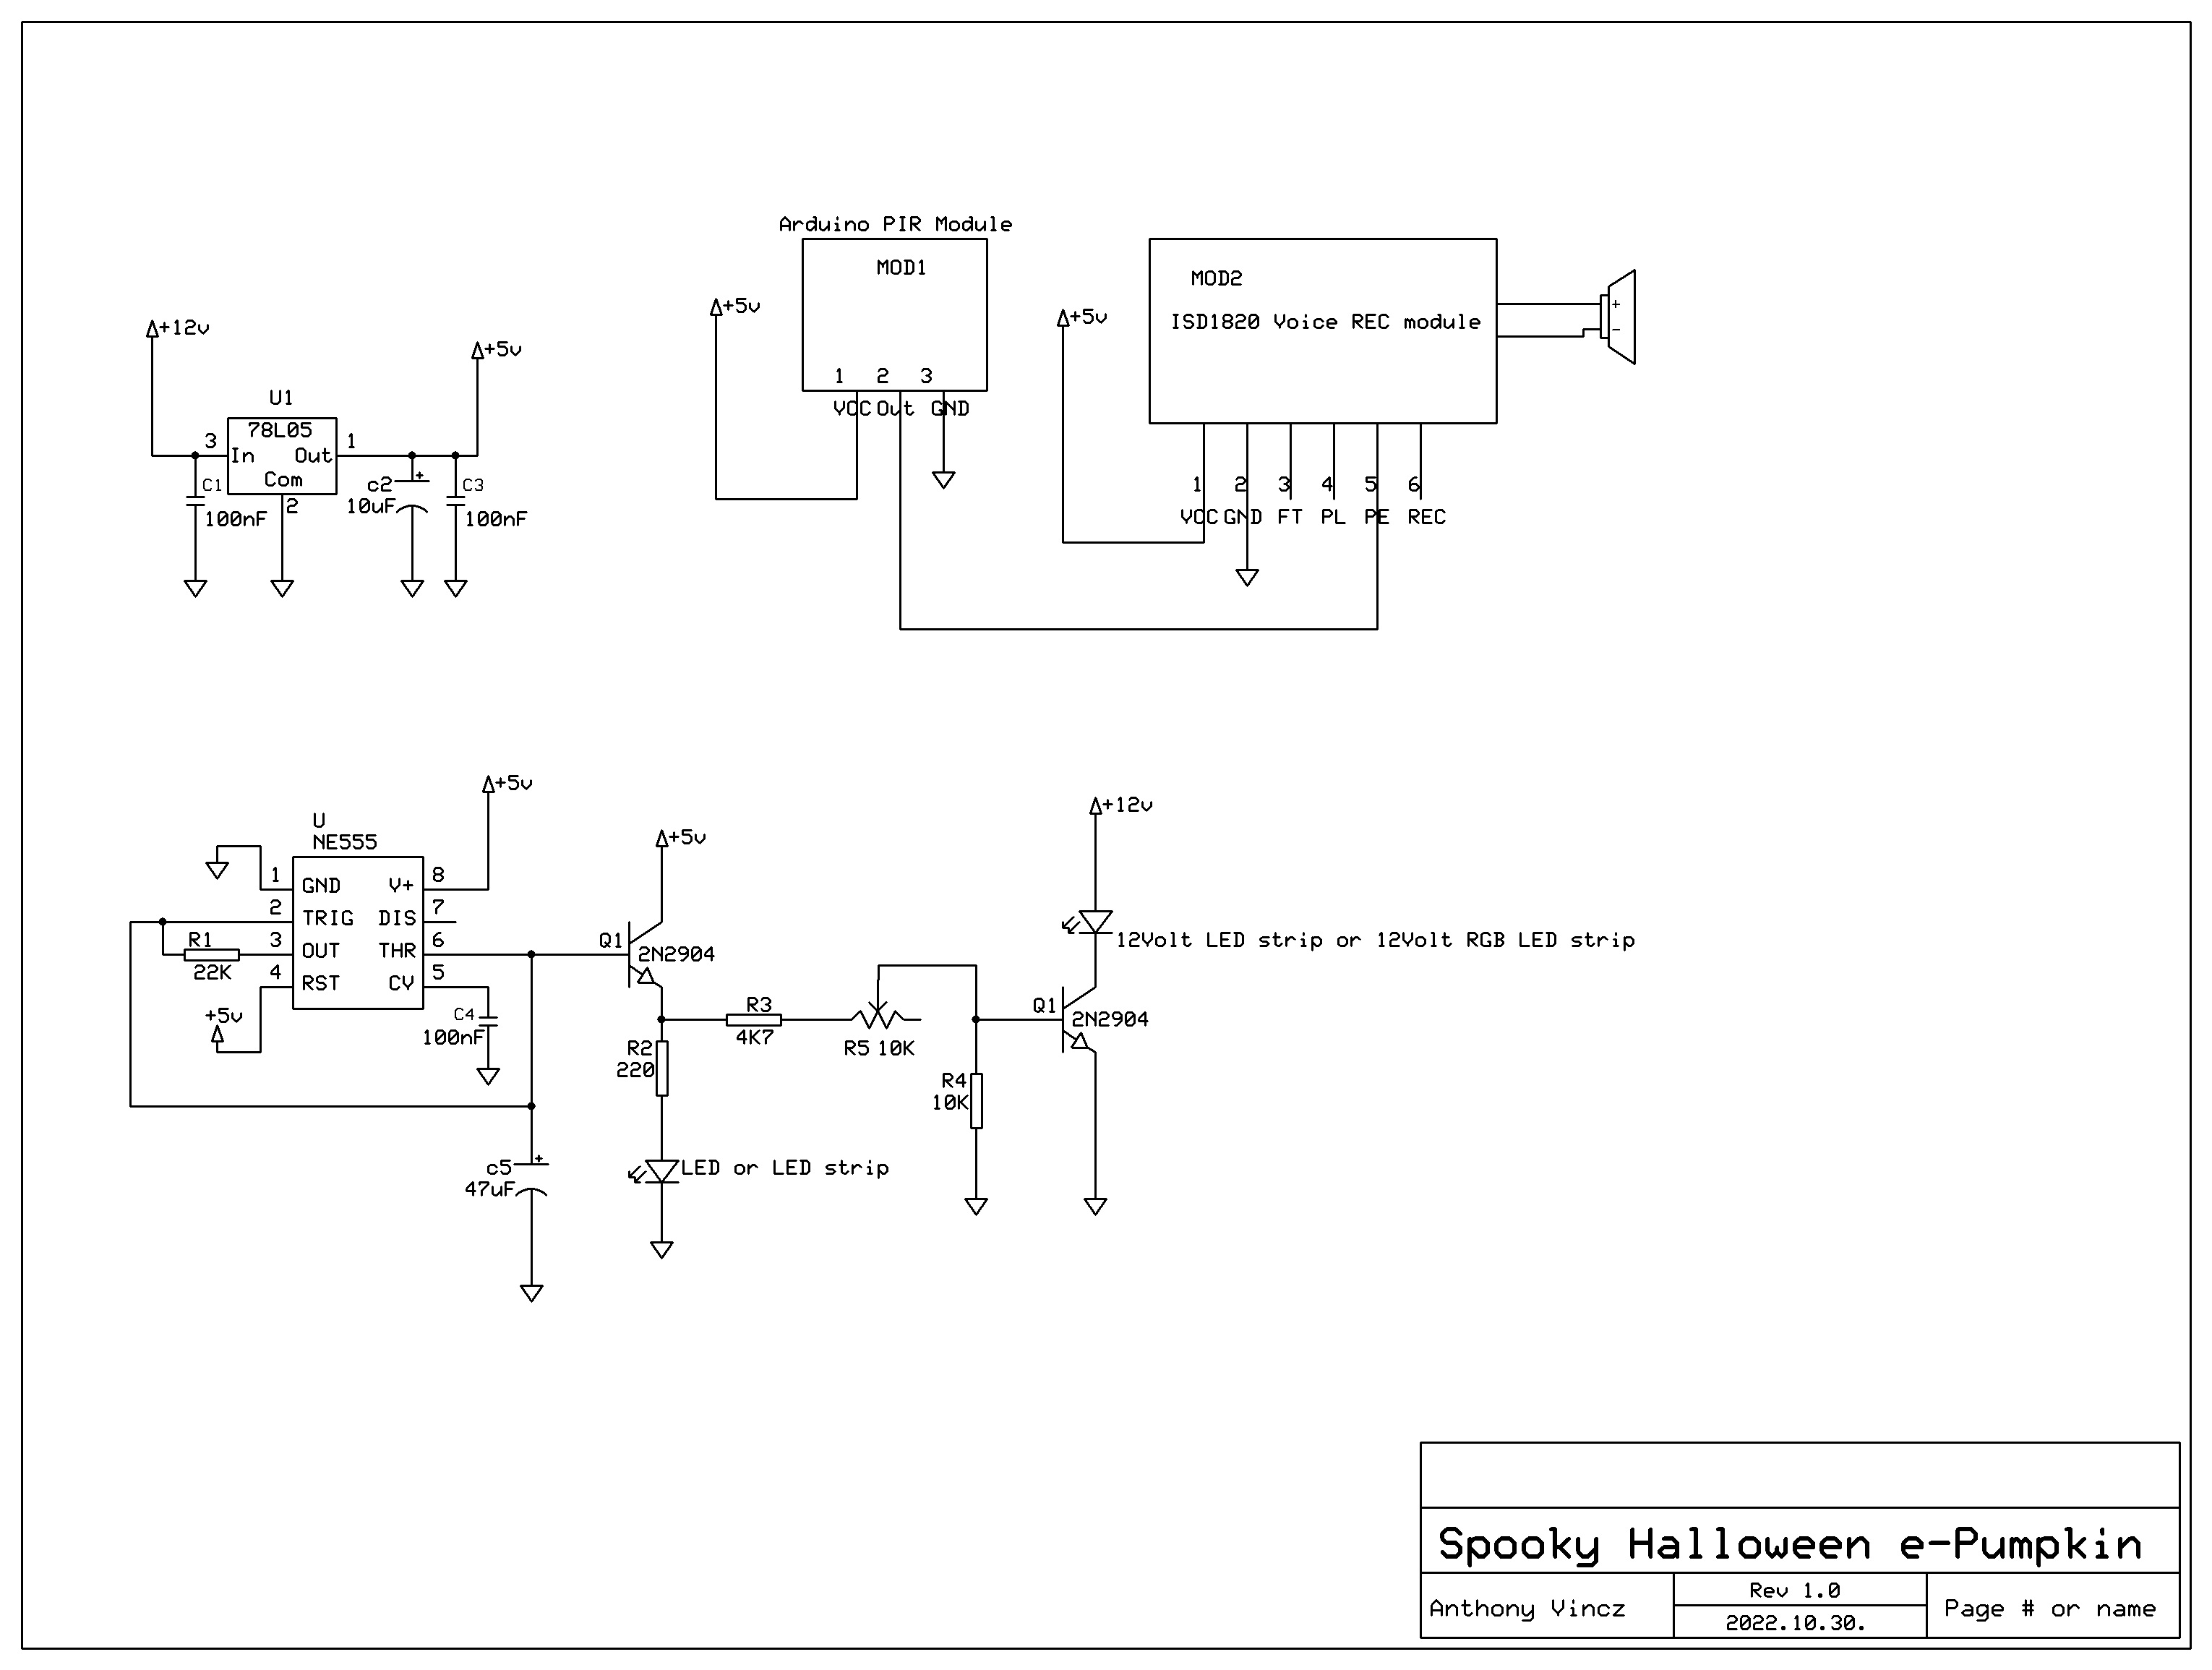 Arduino PIR Module
MOD1
1 2 3
VCC Out GND
+5v
MOD2
ISD1820 Voice REC module
+
-
+5v
1 2 3 4 5 6
VCC GND FT PL PE REC
+12v
+5v
U1
78L05
3 In Out 1
Com
2
C1
100nF
c2 +
10uF
C3
100nF
+5v
U
NE555
1 GND V+ 8
2 TRIG DIS 7
3 OUT THR 6
4 RST CV 5
R1
22K
+5v
C4
100nF
c5 +
47uF
+5v
Q1
2N2904
R3
4K7
R2
220
LED or LED strip
R5 10K
R4
10K
+12v
12Volt LED strip or 12Volt RGB LED strip
Q1
2N2904
Spooky Halloween e-Pumpkin
Anthony Vincz
Rev 1.0
2022.10.30.
Page # or name